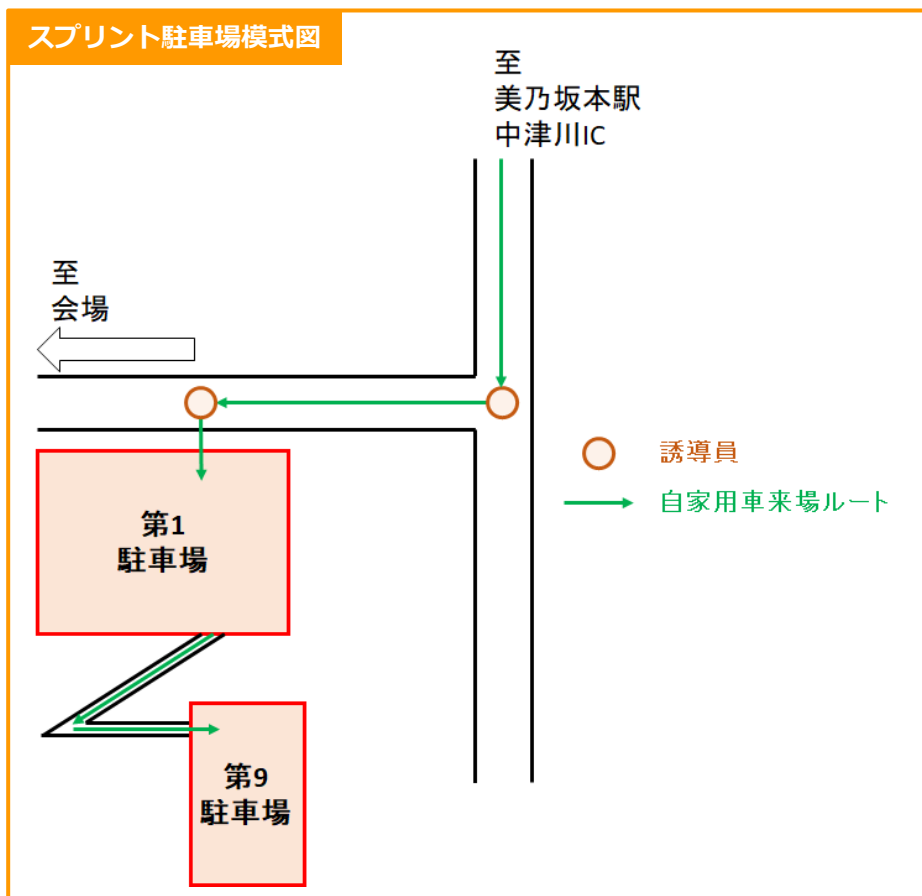 スプリント駐車場模式図
至
美乃坂本駅
中津川IC
至
会場
誘導員
自家用車来場ルート
第1
駐車場
第9
駐車場